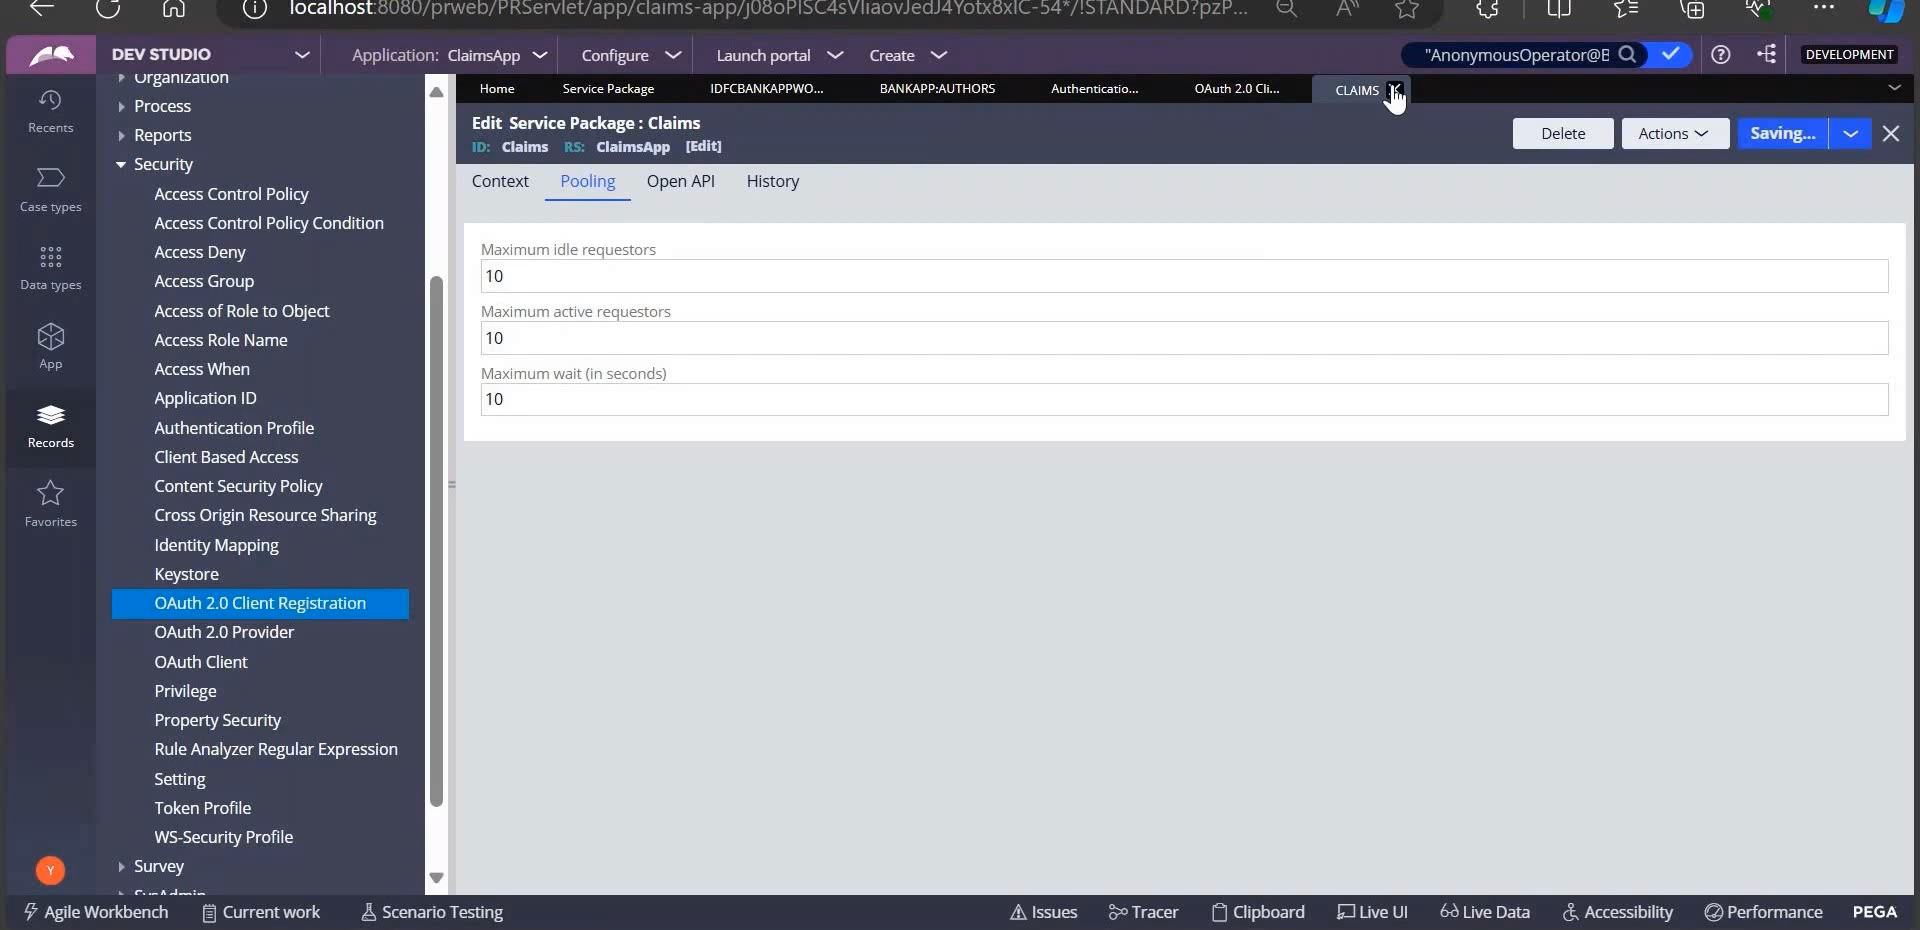 localhost:8080/prweb/PRServlet/app/claims-app/
DEV STUDIO
Application: ClaimsApp
Configure
Launch portal
Create
"AnonymousOperator@B
DEVELOPMENT
Recents
Case types
Data types
App
Records
Favorites
Y
Organization
Process
Reports
Security
Access Control Policy
Access Control Policy Condition
Access Deny
Access Group
Access of Role to Object
Access Role Name
Access When
Application ID
Authentication Profile
Client Based Access
Content Security Policy
Cross Origin Resource Sharing
Identity Mapping
Keystore
OAuth 2.0 Client Registration
OAuth 2.0 Provider
OAuth Client
Privilege
Property Security
Rule Analyzer Regular Expression
Setting
Token Profile
WS-Security Profile
Survey
SysAdmin
Home
Service Package
IDFCBANKAPPWO...
BANKAPP:AUTHORS
Authenticatio...
OAuth 2.0 Cli...
CLAIMS
Edit Service Package : Claims
ID: Claims RS: ClaimsApp [Edit]
Delete
Actions
Saving...
Context
Pooling
Open API
History
Maximum idle requestors
10
Maximum active requestors
10
Maximum wait (in seconds)
10
Agile Workbench
Current work
Scenario Testing
Issues
Tracer
Clipboard
Live UI
Live Data
Accessibility
Performance
PEGA